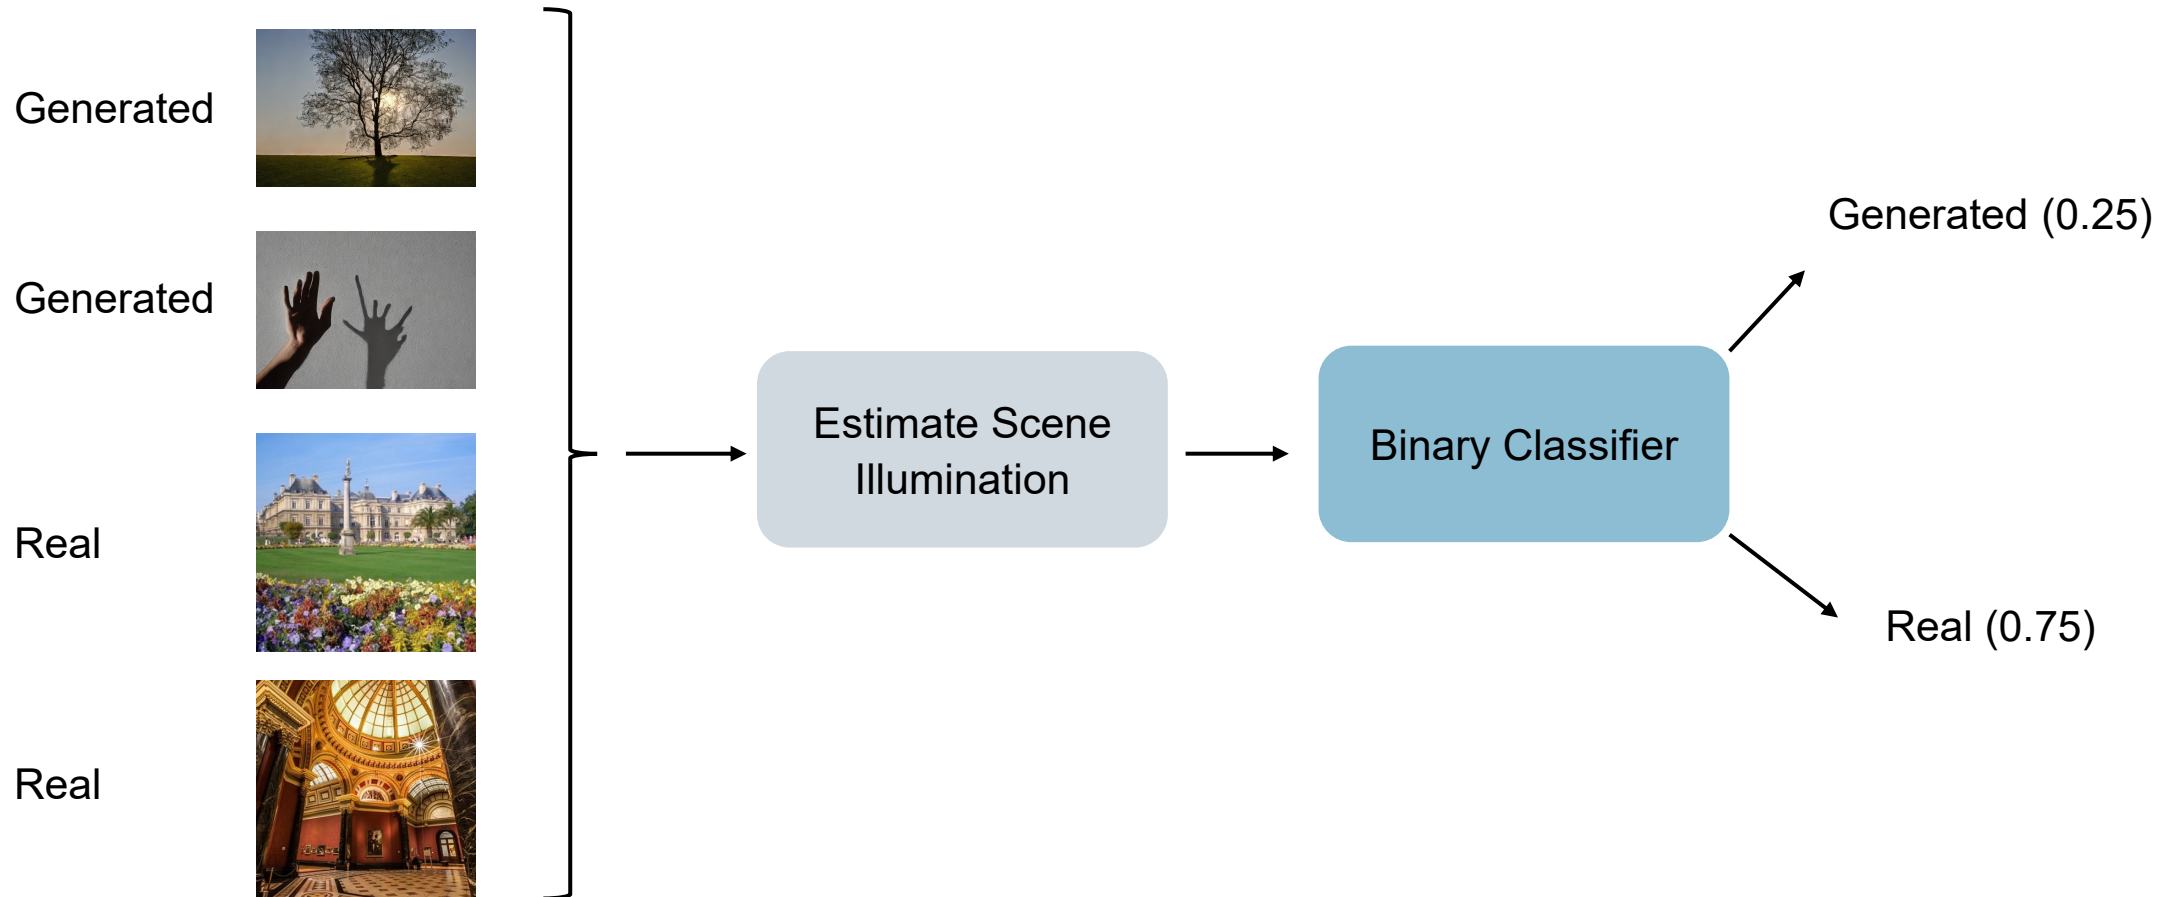 Generated
Generated
Real
Real
Estimate Scene
Illumination
Binary Classifier
Generated (0.25)
Real (0.75)